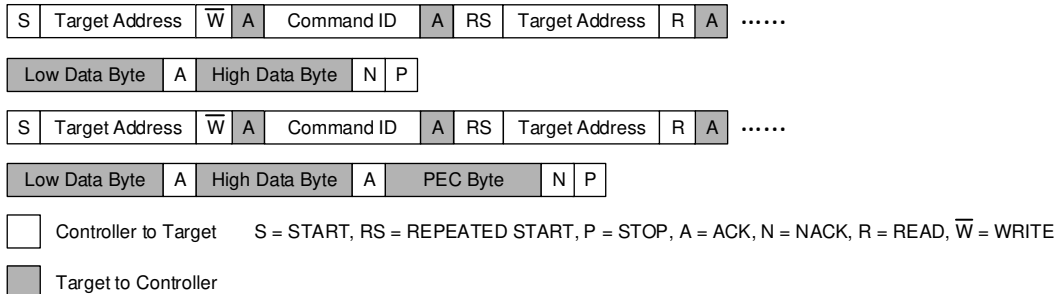 S Target Address W̅ A Command ID A RS Target Address R A ......
Low Data Byte A High Data Byte N P
S Target Address W̅ A Command ID A RS Target Address R A ......
Low Data Byte A High Data Byte A PEC Byte N P
Controller to Target S = START, RS = REPEATED START, P = STOP, A = ACK, N = NACK, R = READ, W̅ = WRITE
Target to Controller